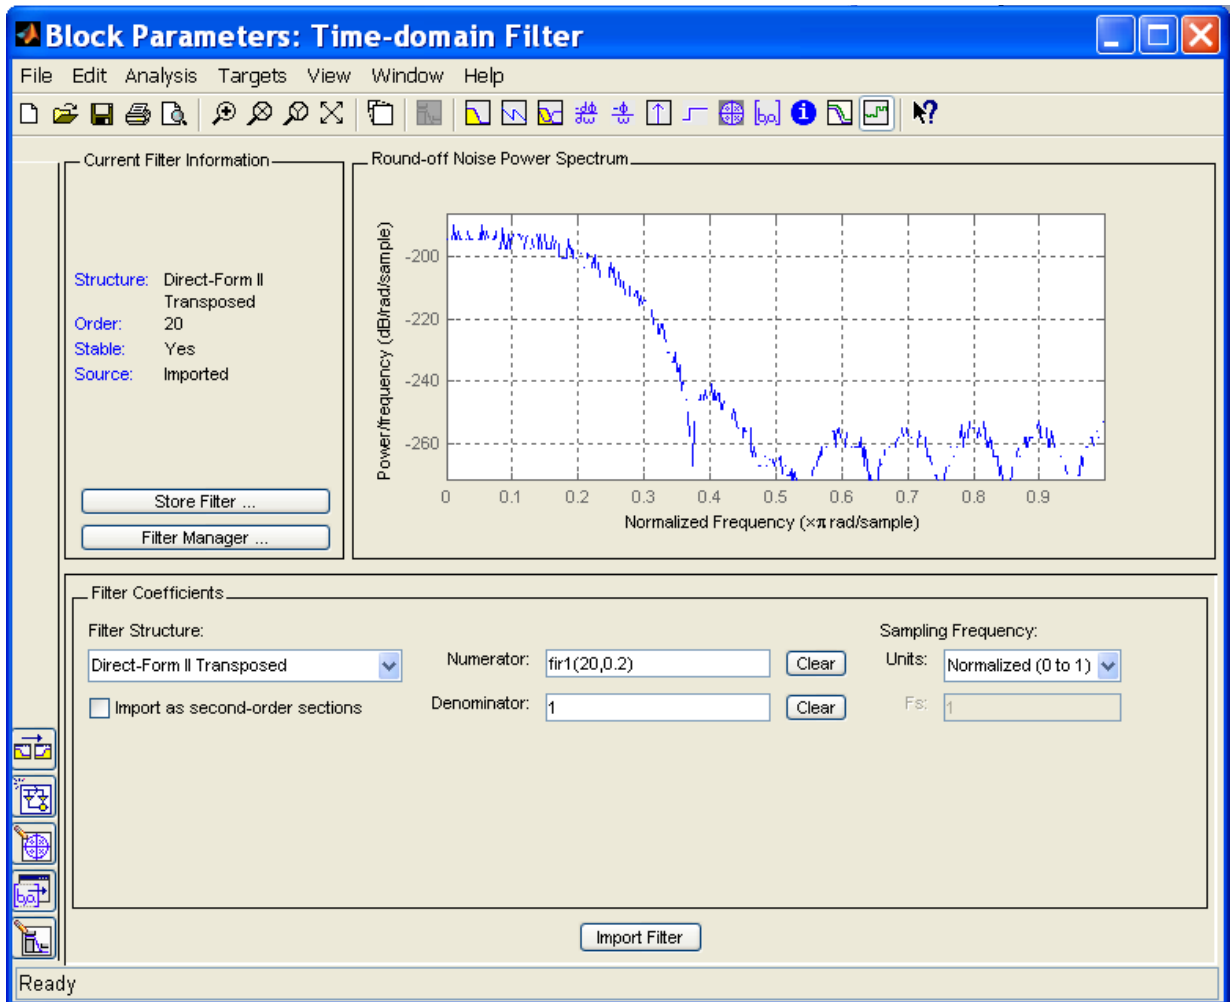 Block Parameters: Time-domain Filter
File Edit Analysis Targets View Window Help
Current Filter Information
Structure: Direct-Form II
Transposed
Order: 20
Stable: Yes
Source: Imported
Store Filter ...
Filter Manager ...
Round-off Noise Power Spectrum
Power/frequency (dB/rad/sample)
-200
-220
-240
-260
0 0.1 0.2 0.3 0.4 0.5 0.6 0.7 0.8 0.9
Normalized Frequency (×π rad/sample)
Filter Coefficients
Filter Structure:
Direct-Form II Transposed
Import as second-order sections
Numerator: fir1(20,0.2) Clear
Denominator: 1 Clear
Sampling Frequency:
Units: Normalized (0 to 1)
Fs: 1
Import Filter
Ready